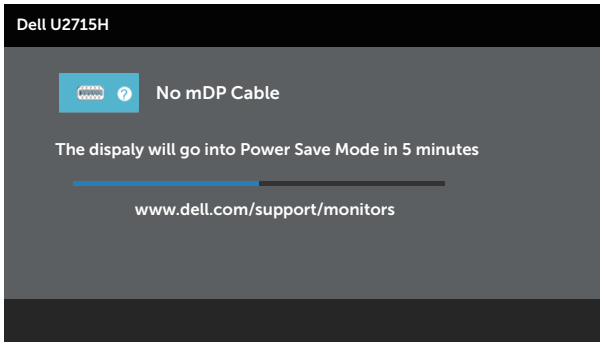 Dell U2715H
No mDP Cable
The dispaly will go into Power Save Mode in 5 minutes
www.dell.com/support/monitors